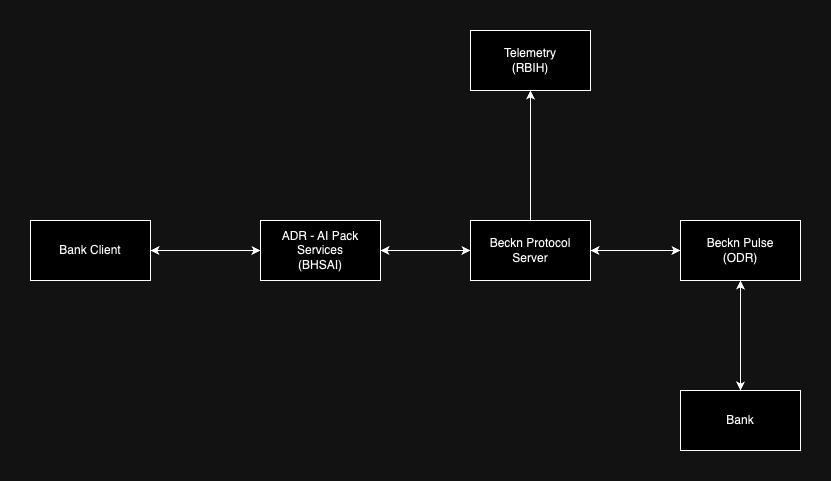 Telemetry
(RBIH)
Bank Client
ADR - AI Pack
Services
(BHSAI)
Beckn Protocol
Server
Beckn Pulse
(ODR)
Bank